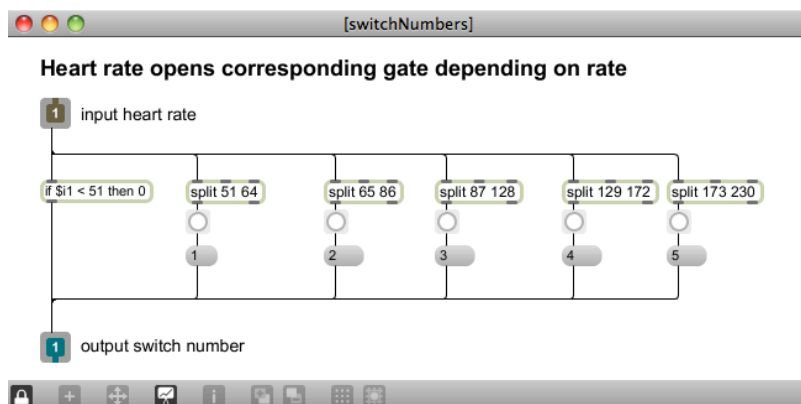 [switchNumbers]
Heart rate opens corresponding gate depending on rate
1 input heart rate
if $i1 < 51 then 0 split 51 64 split 65 86 split 87 128 split 129 172 split 173 230
1 2 3 4 5
1 output switch number